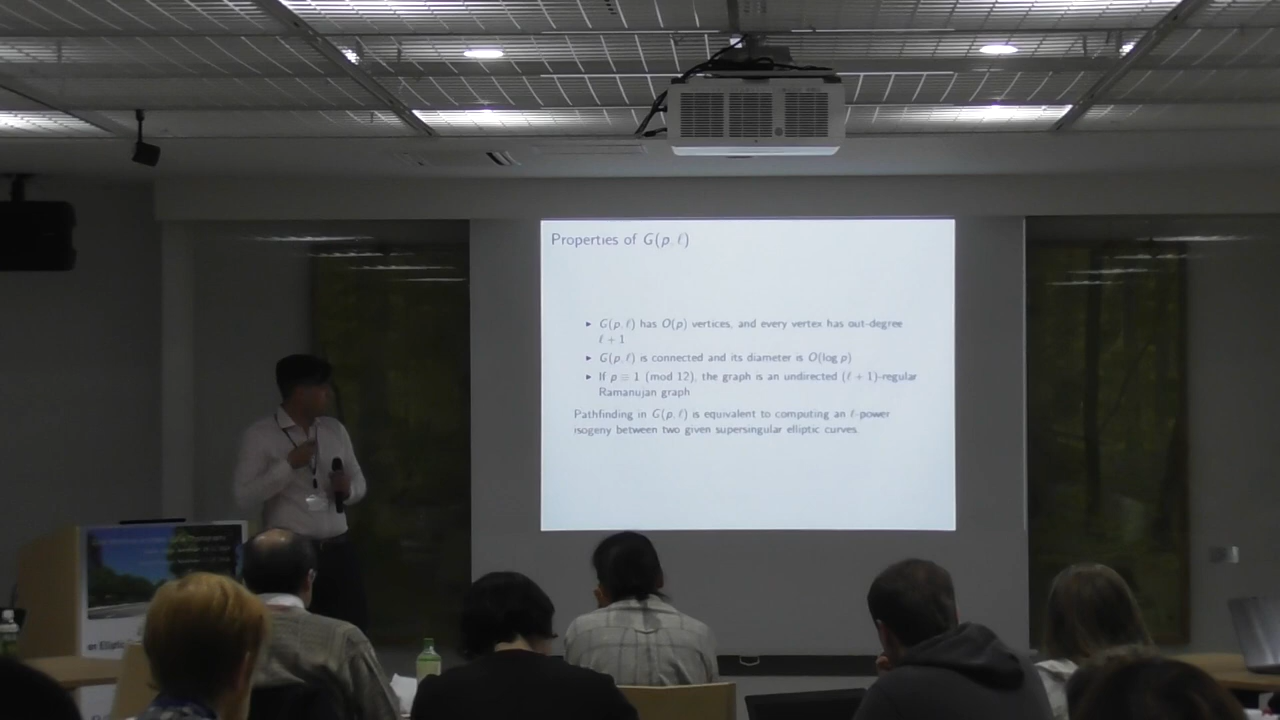 Properties of G(p, ℓ)
▸ G(p, ℓ) has O(p) vertices, and every vertex has out-degree
ℓ + 1
▸ G(p, ℓ) is connected and its diameter is O(log p)
▸ If p ≡ 1 (mod 12), the graph is an undirected (ℓ + 1)-regular
Ramanujan graph
Pathfinding in G(p, ℓ) is equivalent to computing an ℓ-power
isogeny between two given supersingular elliptic curves.
on Elliptic